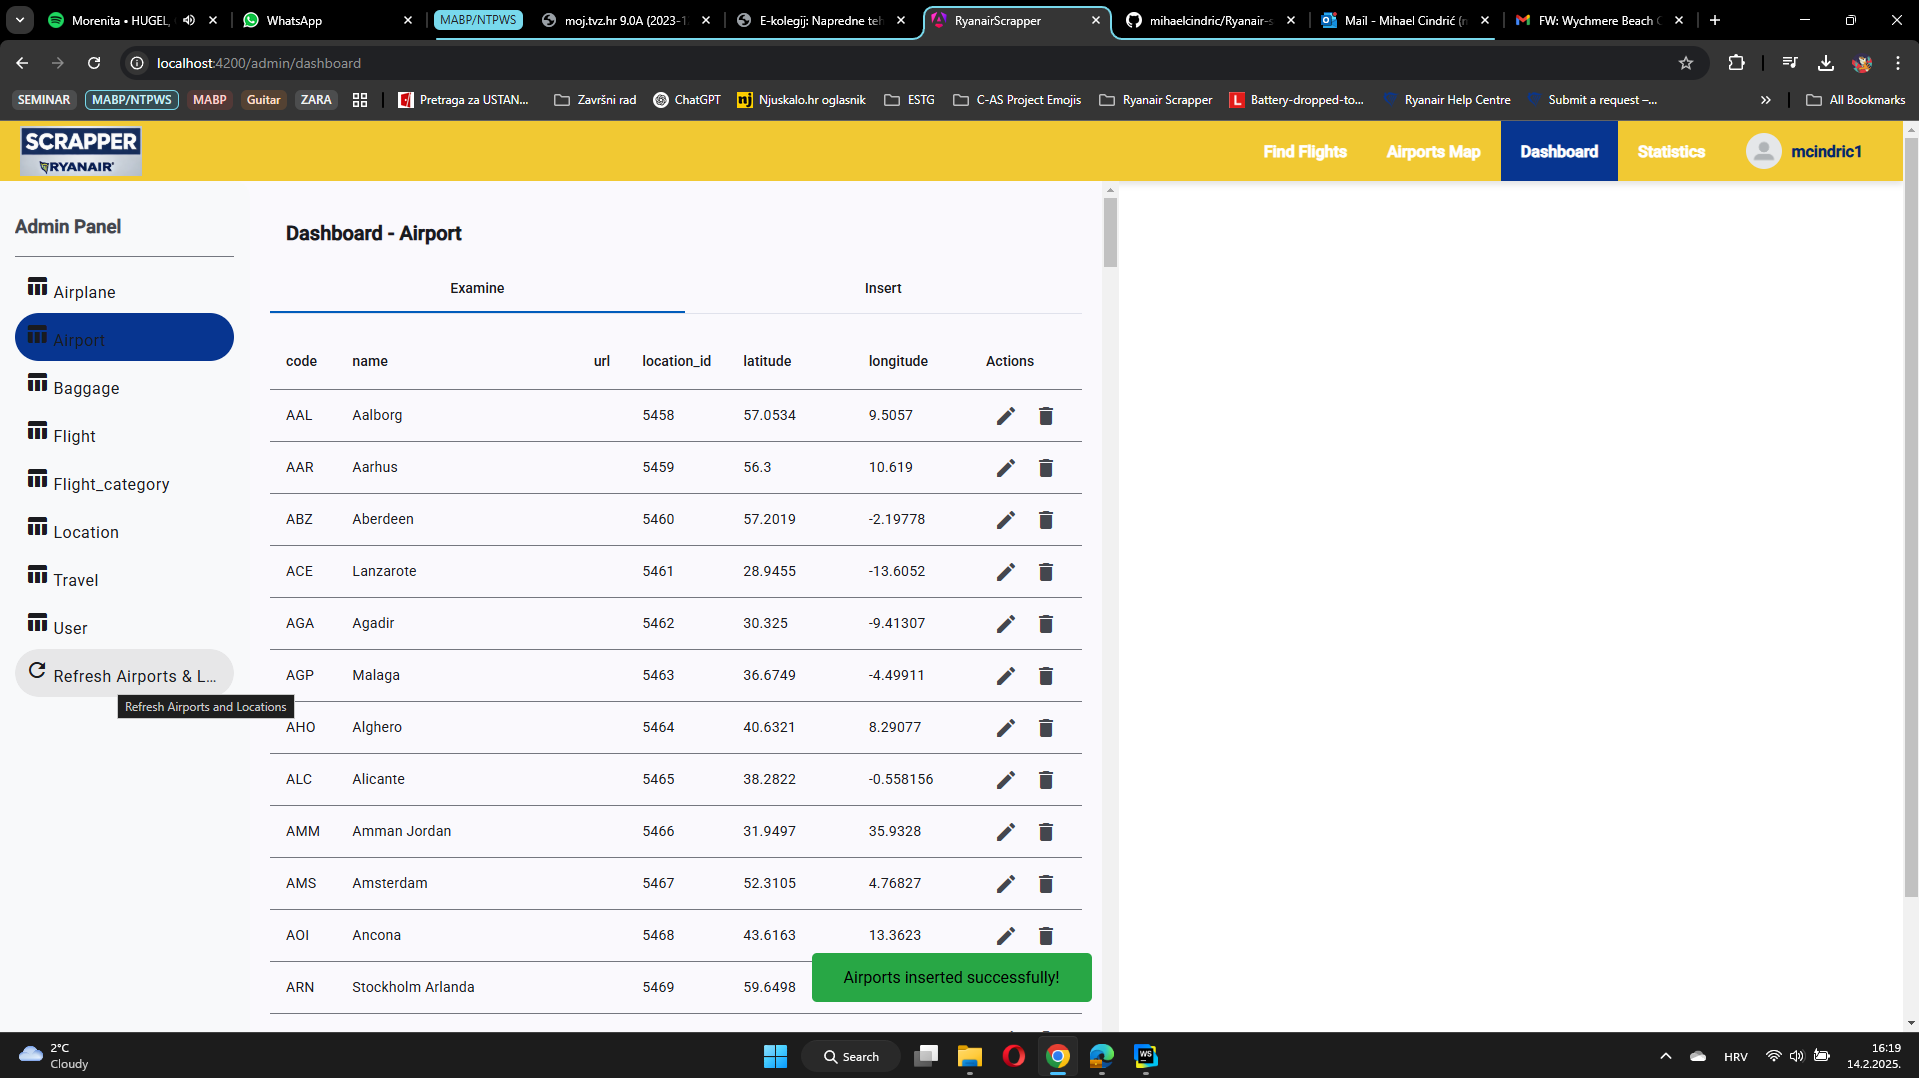 Morenita • HUGEL,
WhatsApp
MABP/NTPWS
moj.tvz.hr 9.0A (2023-1
E-kolegij: Napredne teh
RyanairScrapper
mihaelcindric/Ryanair-s
Mail - Mihael Cindrić (m
FW: Wychmere Beach C
localhost:4200/admin/dashboard
SEMINAR
MABP/NTPWS
MABP
Guitar
ZARA
Pretraga za USTAN...
Završni rad
ChatGPT
Njuskalo.hr oglasnik
ESTG
C-AS Project Emojis
Ryanair Scrapper
Battery-dropped-to...
Ryanair Help Centre
Submit a request –...
All Bookmarks
SCRAPPER
RYANAIR
Find Flights
Airports Map
Dashboard
Statistics
mcindric1
Admin Panel
Airplane
Airport
Baggage
Flight
Flight_category
Location
Travel
User
Refresh Airports & L...
Refresh Airports and Locations
Dashboard - Airport
Examine
Insert
code name url location_id latitude longitude Actions
AAL Aalborg 5458 57.0534 9.5057
AAR Aarhus 5459 56.3 10.619
ABZ Aberdeen 5460 57.2019 -2.19778
ACE Lanzarote 5461 28.9455 -13.6052
AGA Agadir 5462 30.325 -9.41307
AGP Malaga 5463 36.6749 -4.49911
AHO Alghero 5464 40.6321 8.29077
ALC Alicante 5465 38.2822 -0.558156
AMM Amman Jordan 5466 31.9497 35.9328
AMS Amsterdam 5467 52.3105 4.76827
AOI Ancona 5468 43.6163 13.3623
ARN Stockholm Arlanda 5469 59.6498
Airports inserted successfully!
2°C
Cloudy
Search
WS
HRV
16:19
14.2.2025.